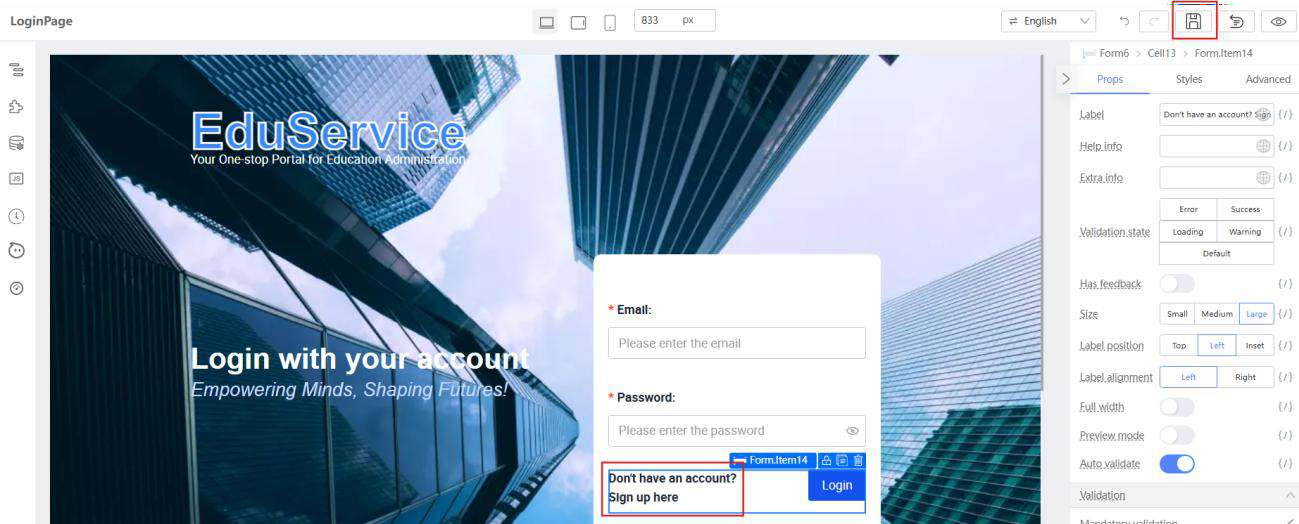 LoginPage
833 px
English
EduService
Your One-stop Portal for Education Administration
Login with your account
Empowering Minds, Shaping Futures!
* Email:
Please enter the email
* Password:
Please enter the password
Form.Item14
Don't have an account?
Sign up here
Login
Form6 > Cell13 > Form.Item14
Props Styles Advanced
Label Don't have an account? Sign {/}
Help info {/}
Extra info {/}
Error Success
Validation state Loading Warning {/}
Default
Has feedback {/}
Size Small Medium Large {/}
Label position Top Left Inset {/}
Label alignment Left Right {/}
Full width {/}
Preview mode {/}
Auto validate {/}
Validation
Mandatory validation
JS